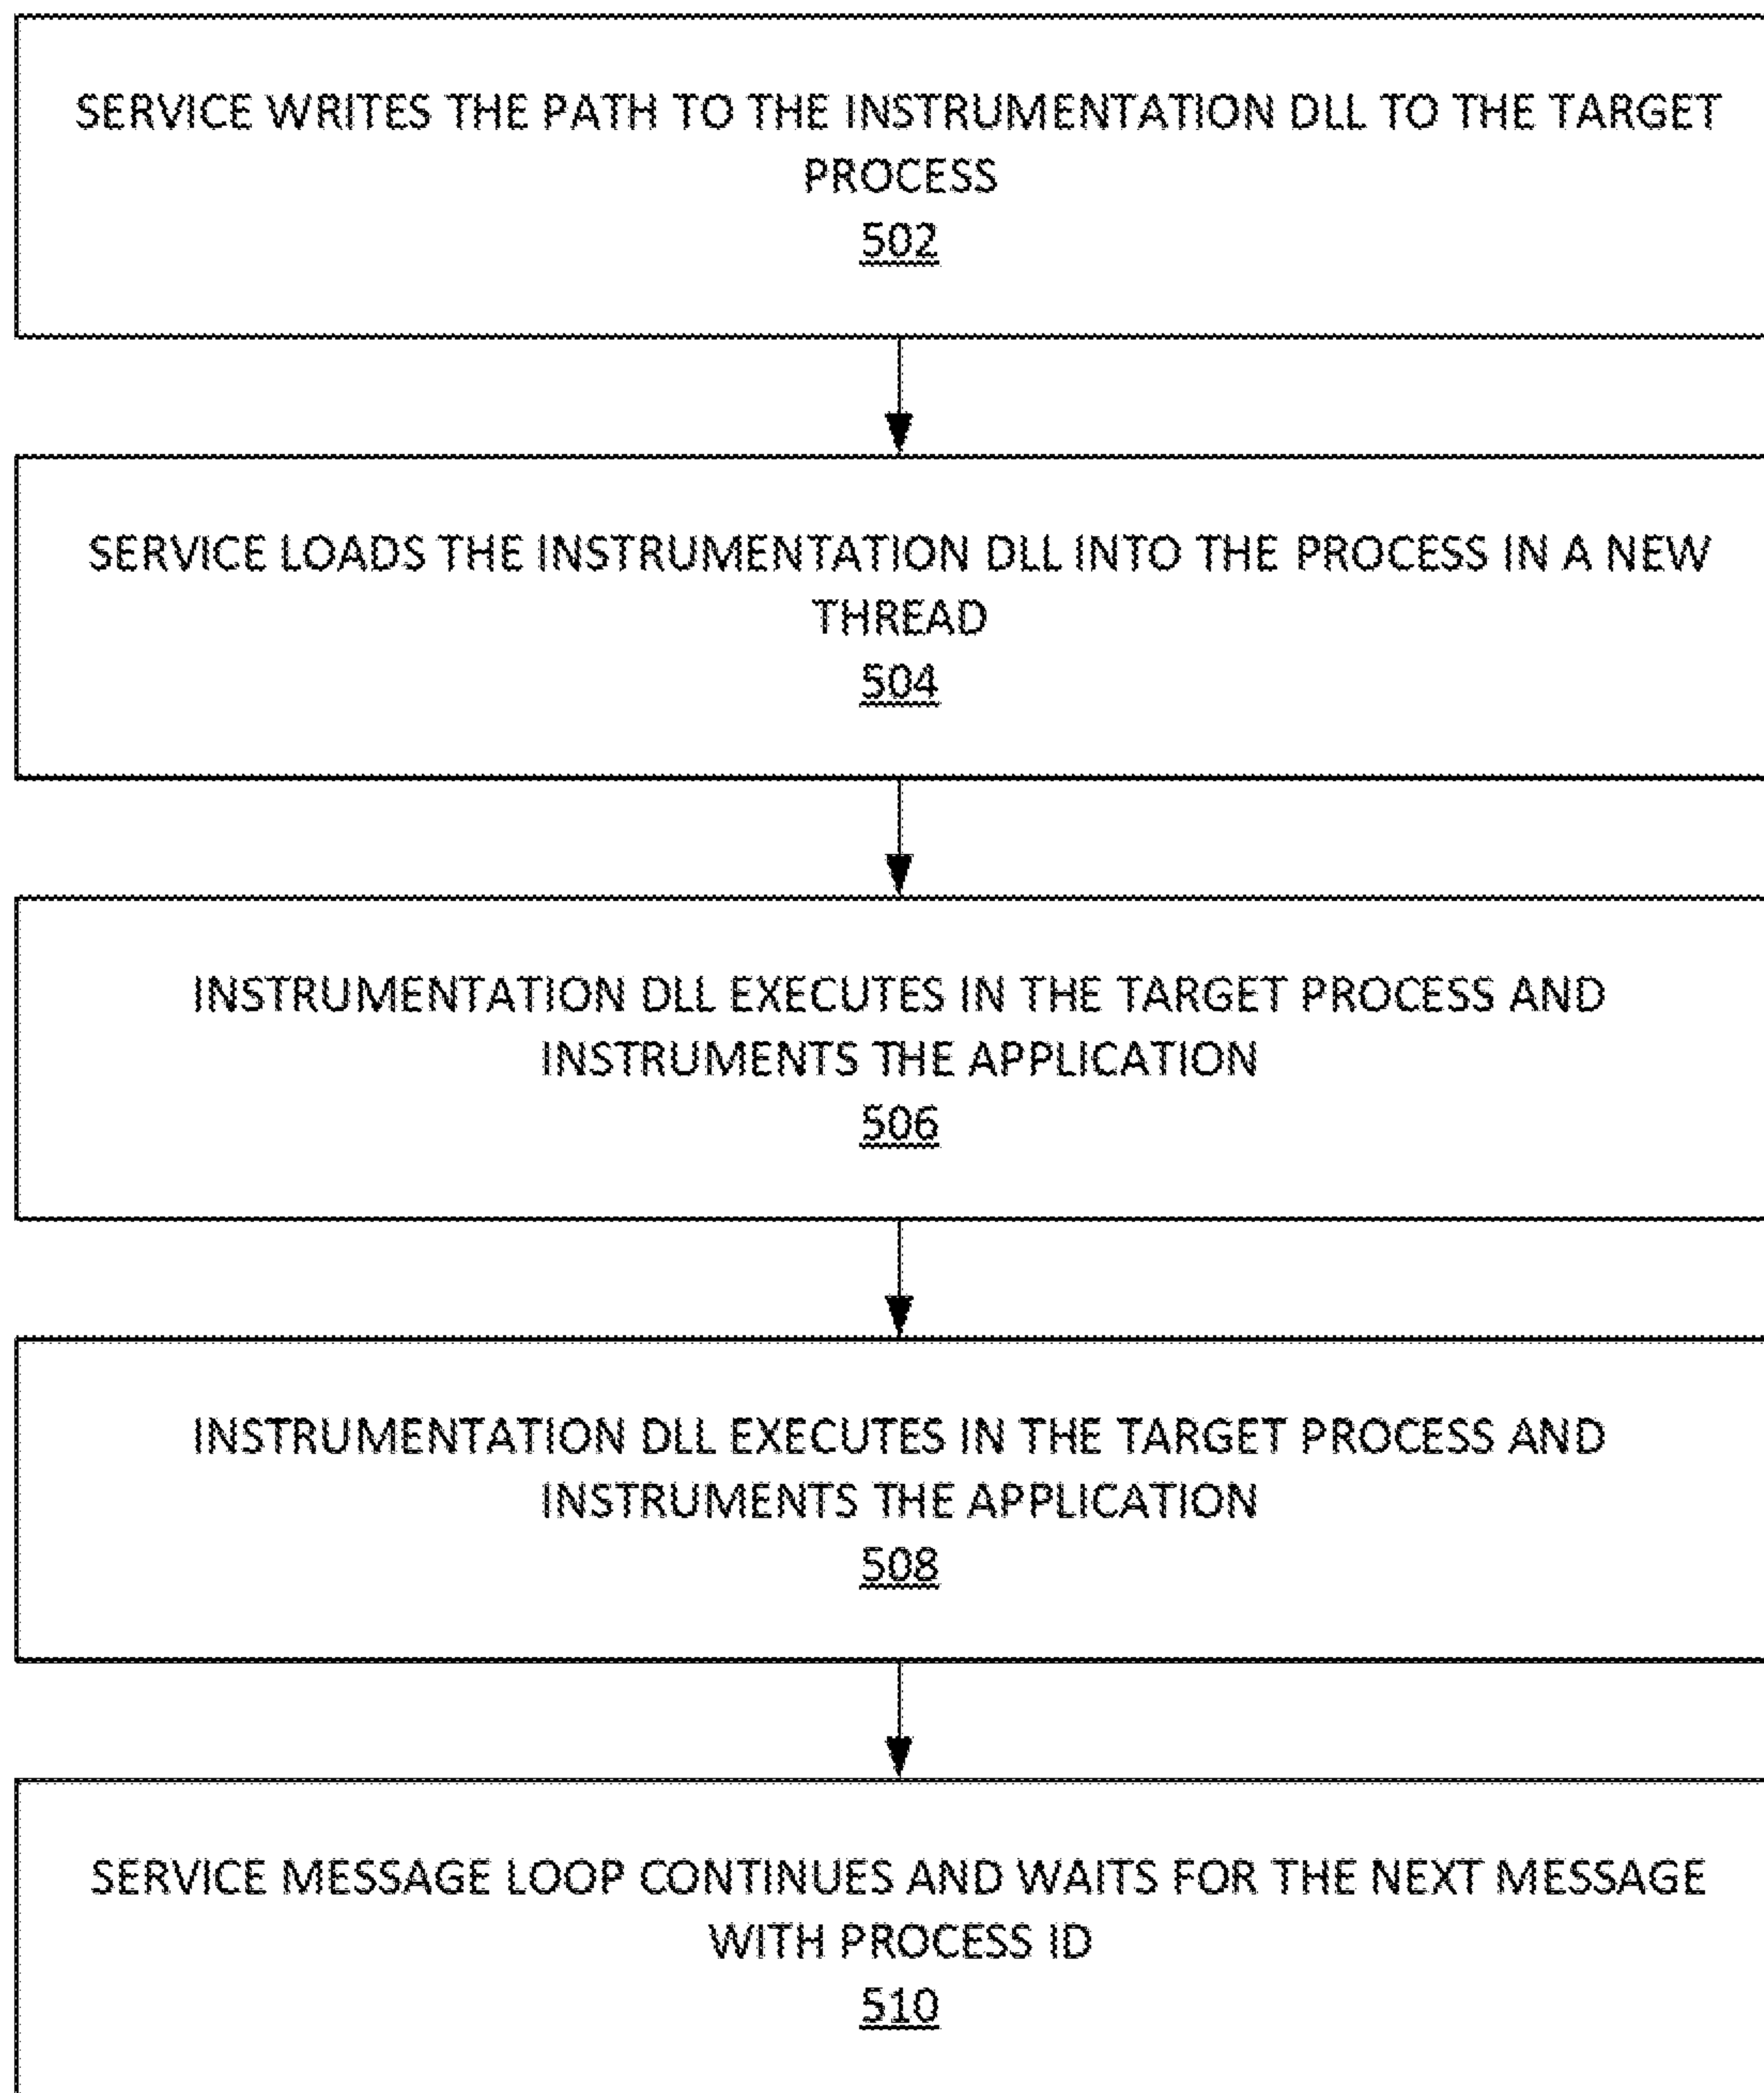 SERVICE WRITES THE PATH TO THE INSTRUMENTATION DLL TO THE TARGET
PROCESS
502
SERVICE LOADS THE INSTRUMENTATION DLL INTO THE PROCESS IN A NEW
THREAD
504
INSTRUMENTATION DLL EXECUTES IN THE TARGET PROCESS AND
INSTRUMENTS THE APPLICATION
506
INSTRUMENTATION DLL EXECUTES IN THE TARGET PROCESS AND
INSTRUMENTS THE APPLICATION
508
SERVICE MESSAGE LOOP CONTINUES AND WAITS FOR THE NEXT MESSAGE
WITH PROCESS ID
510